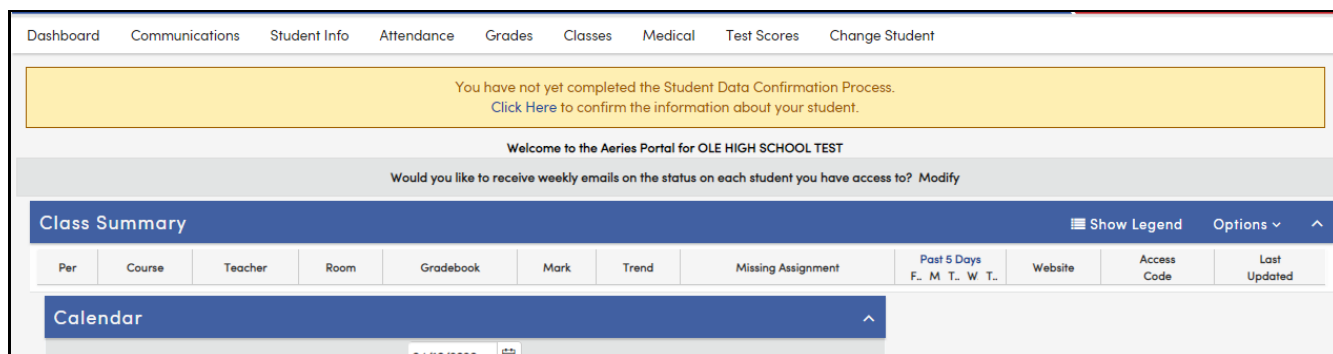 Dashboard Communications Student Info Attendance Grades Classes Medical Test Scores Change Student
You have not yet completed the Student Data Confirmation Process.
Click Here to confirm the information about your student.
Welcome to the Aeries Portal for OLE HIGH SCHOOL TEST
Would you like to receive weekly emails on the status on each student you have access to? Modify
Class Summary Show Legend Options
Per Course Teacher Room Gradebook Mark Trend Missing Assignment Past 5 Days Website Access Last
F.. M T.. W T.. Code Updated
Calendar